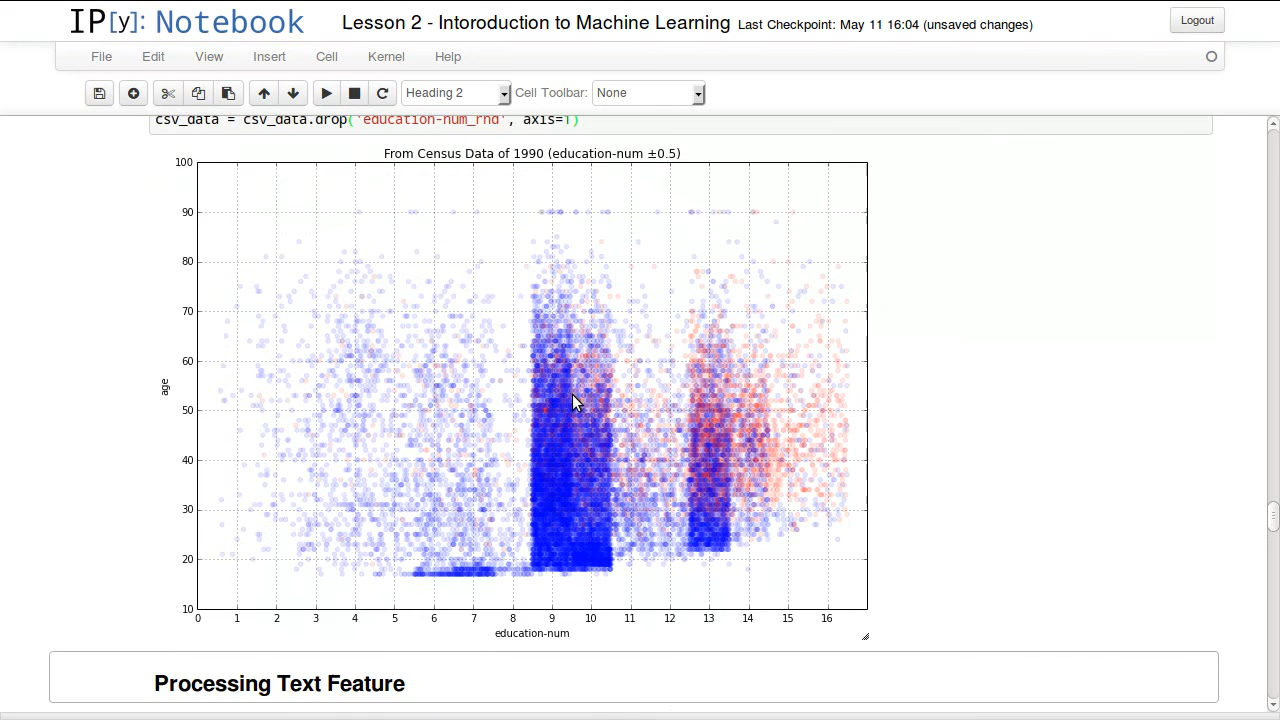 IP[y]: Notebook Lesson 2 - Intoroduction to Machine Learning Last Checkpoint: May 11 16:04 (unsaved changes) Logout
File Edit View Insert Cell Kernel Help
Heading 2 Cell Toolbar: None
csv_data = csv_data.drop('education-num_rnd', axis=1)
From Census Data of 1990 (education-num ±0.5)
100
90
80
70
60
50
40
30
20
10
age
0 1 2 3 4 5 6 7 8 9 10 11 12 13 14 15 16
education-num
Processing Text Feature